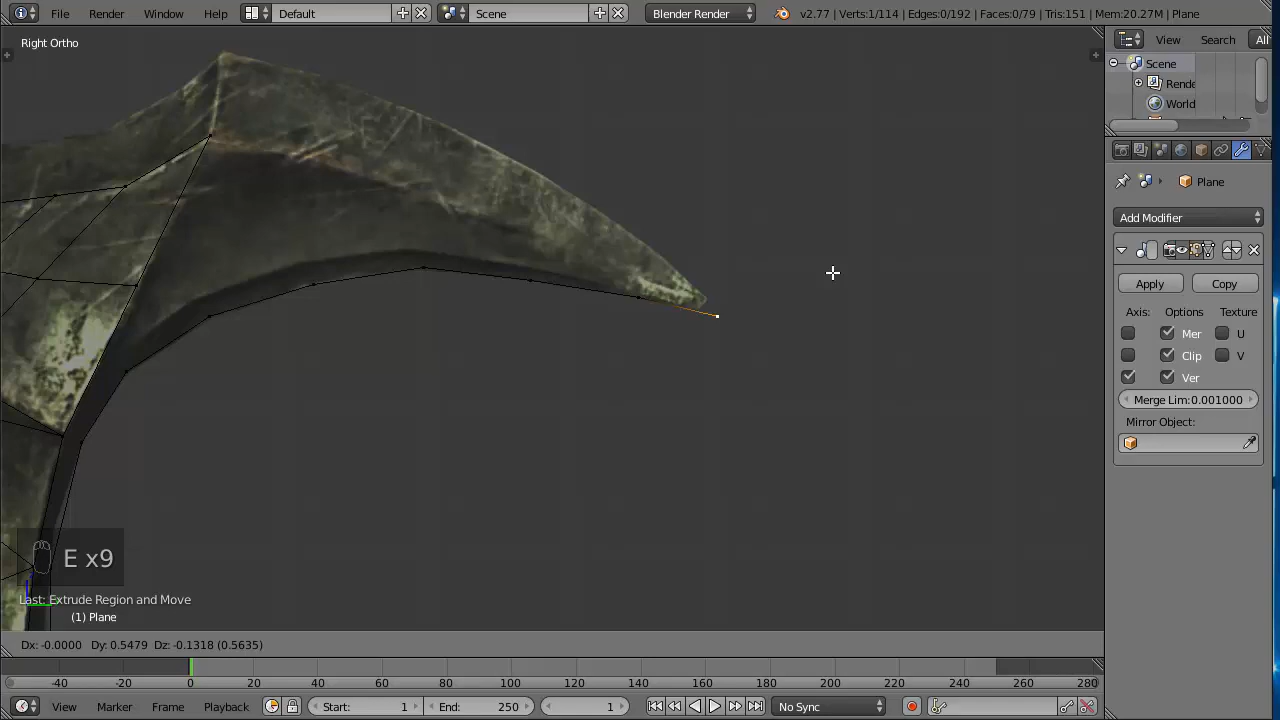 File Render Window Help Default Scene Blender Render v2.77 | Verts:1/114 | Edges:0/192 | Faces:0/79 | Tris:151 | Mem:20.27M | Plane
Right Ortho
View Search All
Scene
Rende
World
Plane
Add Modifier
Apply Copy
Axis: Options Texture
Mer U
Clip V
Ver
Merge Lim:0.001000
Mirror Object:
E x9
Last: Extrude Region and Move
(1) Plane
Dx: -0.0000 Dy: 0.5479 Dz: -0.1318 (0.5635)
-40 -20 0 20 40 60 80 100 120 140 160 180 200 220 240 260 280
View Marker Frame Playback Start: 1 End: 250 1 No Sync